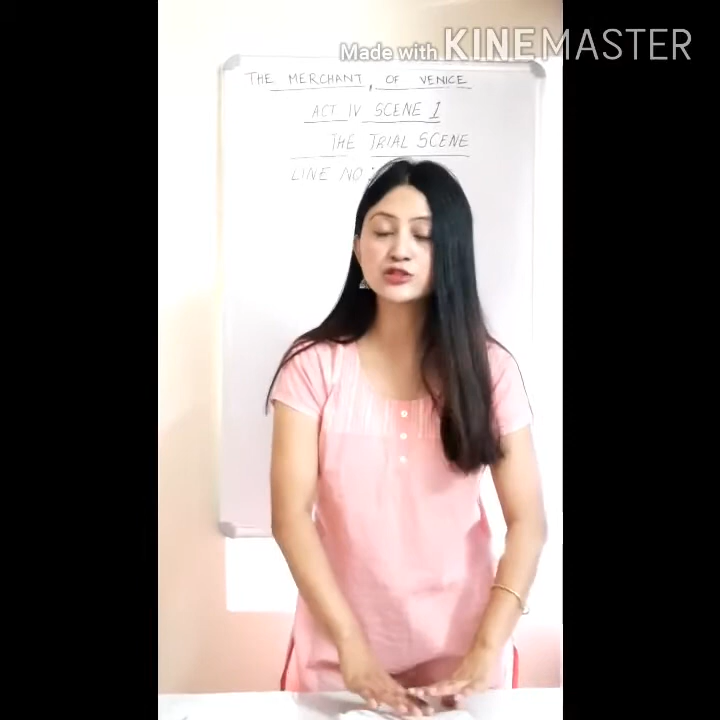 Made with KINEMASTER
THE MERCHANT OF VENICE
ACT IV SCENE 1
THE TRIAL SCENE
LINE NO: